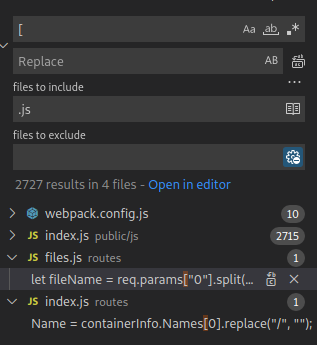 [
Aa ab .*
Replace
AB
...
files to include
.js
files to exclude
2727 results in 4 files - Open in editor
webpack.config.js 10
JS index.js public/js 2715
JS files.js routes 1
let fileName = req.params["0"].split(...
JS index.js routes 1
Name = containerInfo.Names[0].replace("/", "");